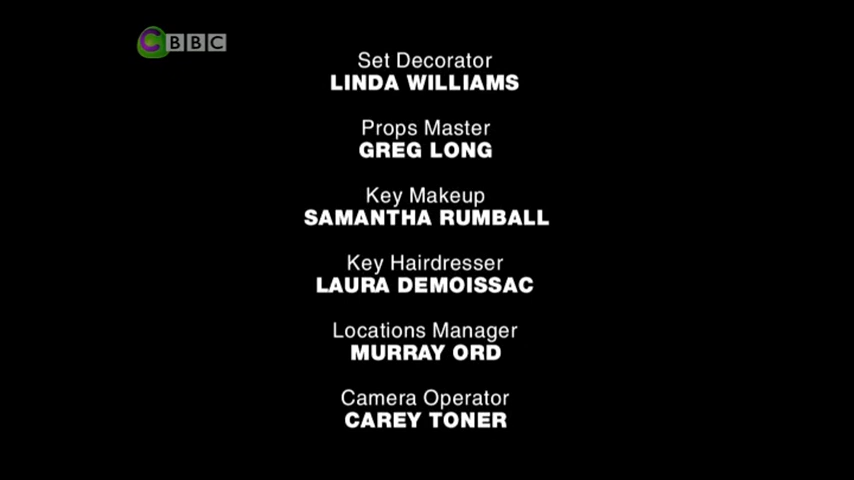 CBBC
Set Decorator
LINDA WILLIAMS
Props Master
GREG LONG
Key Makeup
SAMANTHA RUMBALL
Key Hairdresser
LAURA DEMOISSAC
Locations Manager
MURRAY ORD
Camera Operator
CAREY TONER